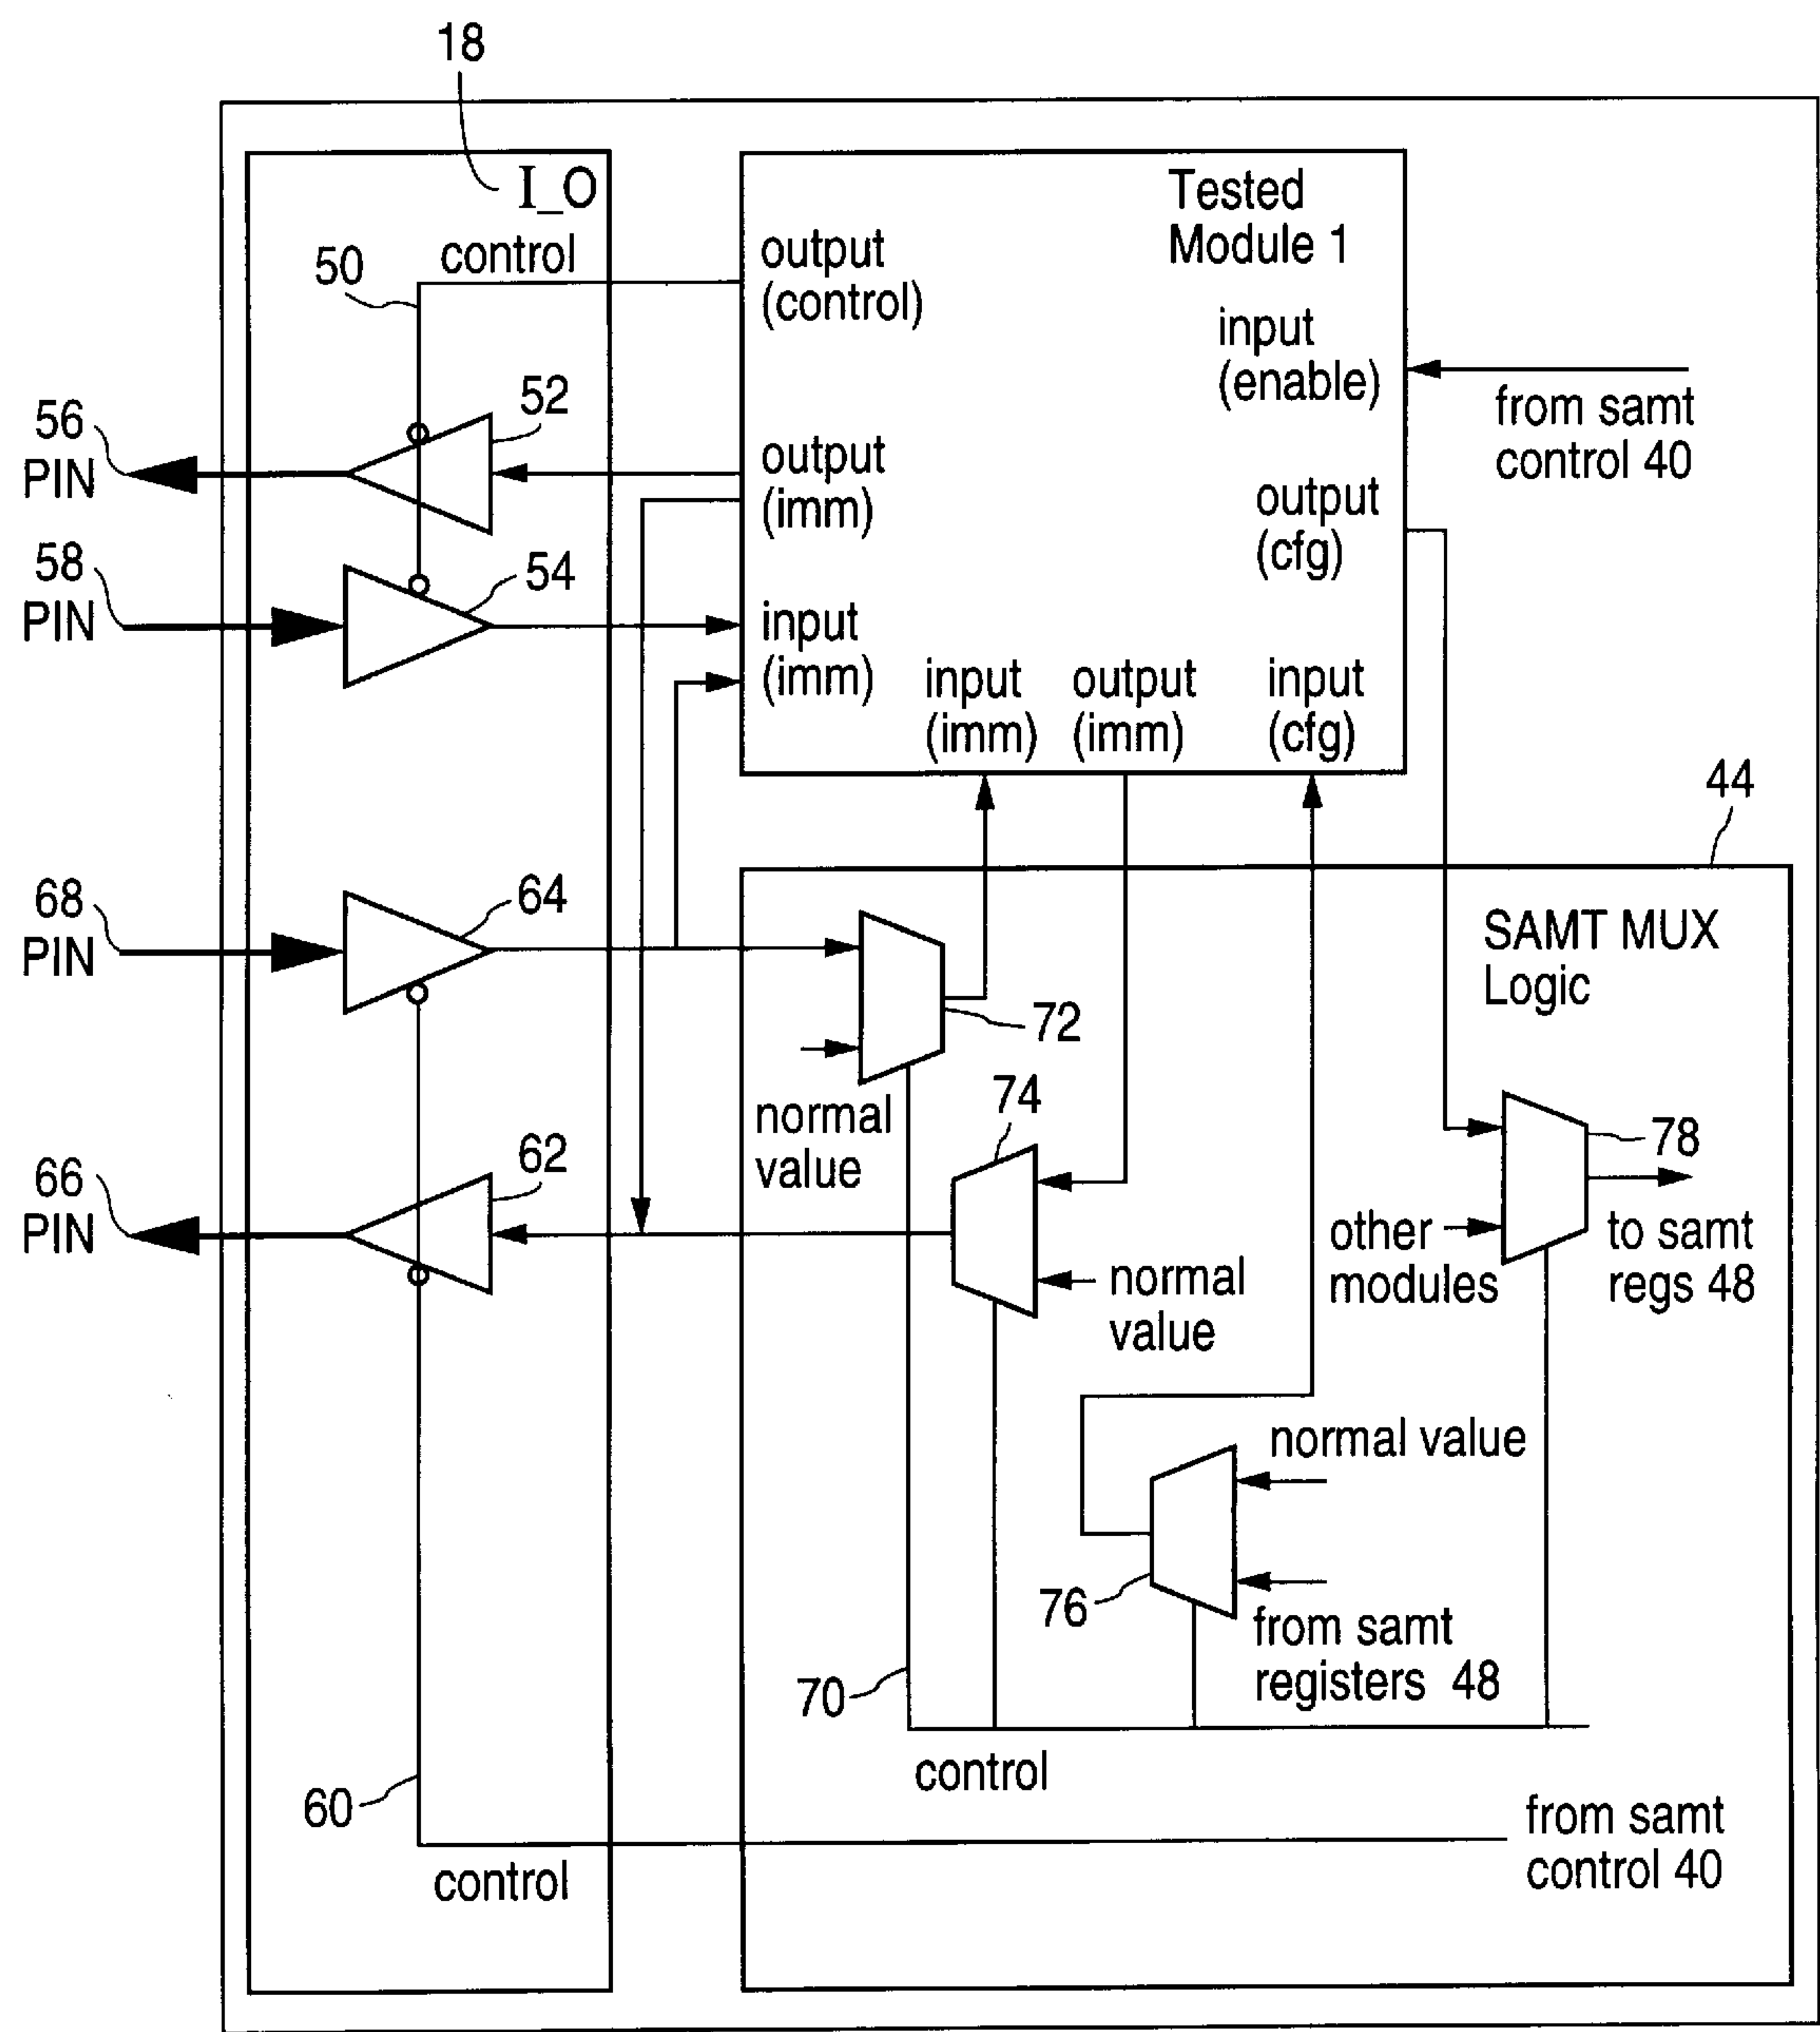 18
I_O
control
50
52
56
PIN
58
PIN
54
Tested
Module 1
output
(control)
input
(enable)
from samt
control 40
output
(imm)
output
(cfg)
input
(imm)
input
(imm)
output
(imm)
input
(cfg)
44
68
PIN
64
SAMT MUX
Logic
72
normal
value
74
78
66
PIN
62
other
modules
to samt
regs 48
normal
value
normal value
76
from samt
registers 48
70
control
60
control
from samt
control 40